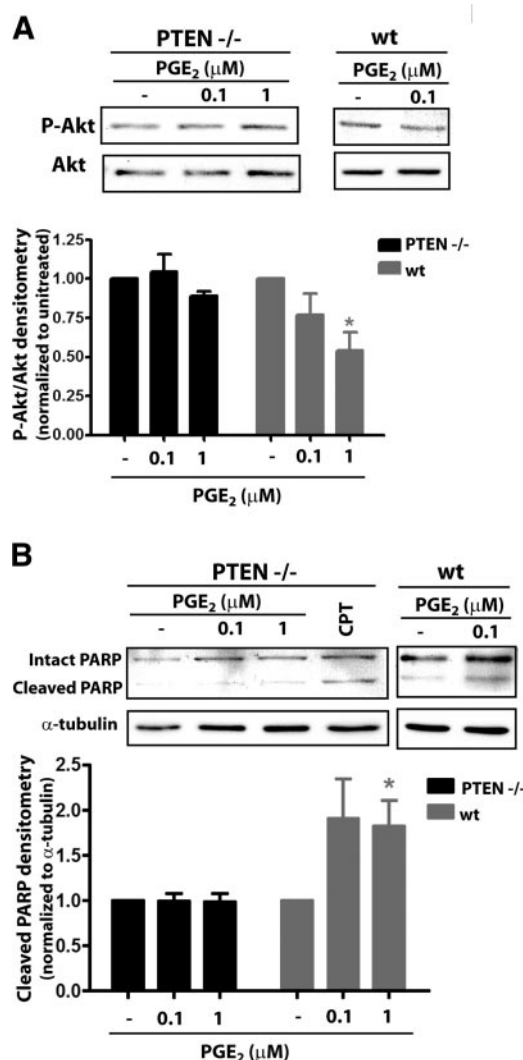 A
PTEN -/- wt
PGE₂ (μM) PGE₂ (μM)
- 0.1 1 - 0.1
P-Akt
Akt
P-Akt/Akt densitometry
(normalized to unitreated)
1.25
1.00
0.75
0.50
0.25
0.00
PTEN -/-
wt
*
- 0.1 1 - 0.1 1
PGE₂ (μM)
B
PTEN -/- wt
PGE₂ (μM) CPT PGE₂ (μM)
- 0.1 1 - 0.1
Intact PARP
Cleaved PARP
α-tubulin
Cleaved PARP densitometry
(normalized to α-tubulin)
2.5
2.0
1.5
1.0
0.5
0.0
PTEN -/-
wt
*
- 0.1 1 - 0.1 1
PGE₂ (μM)